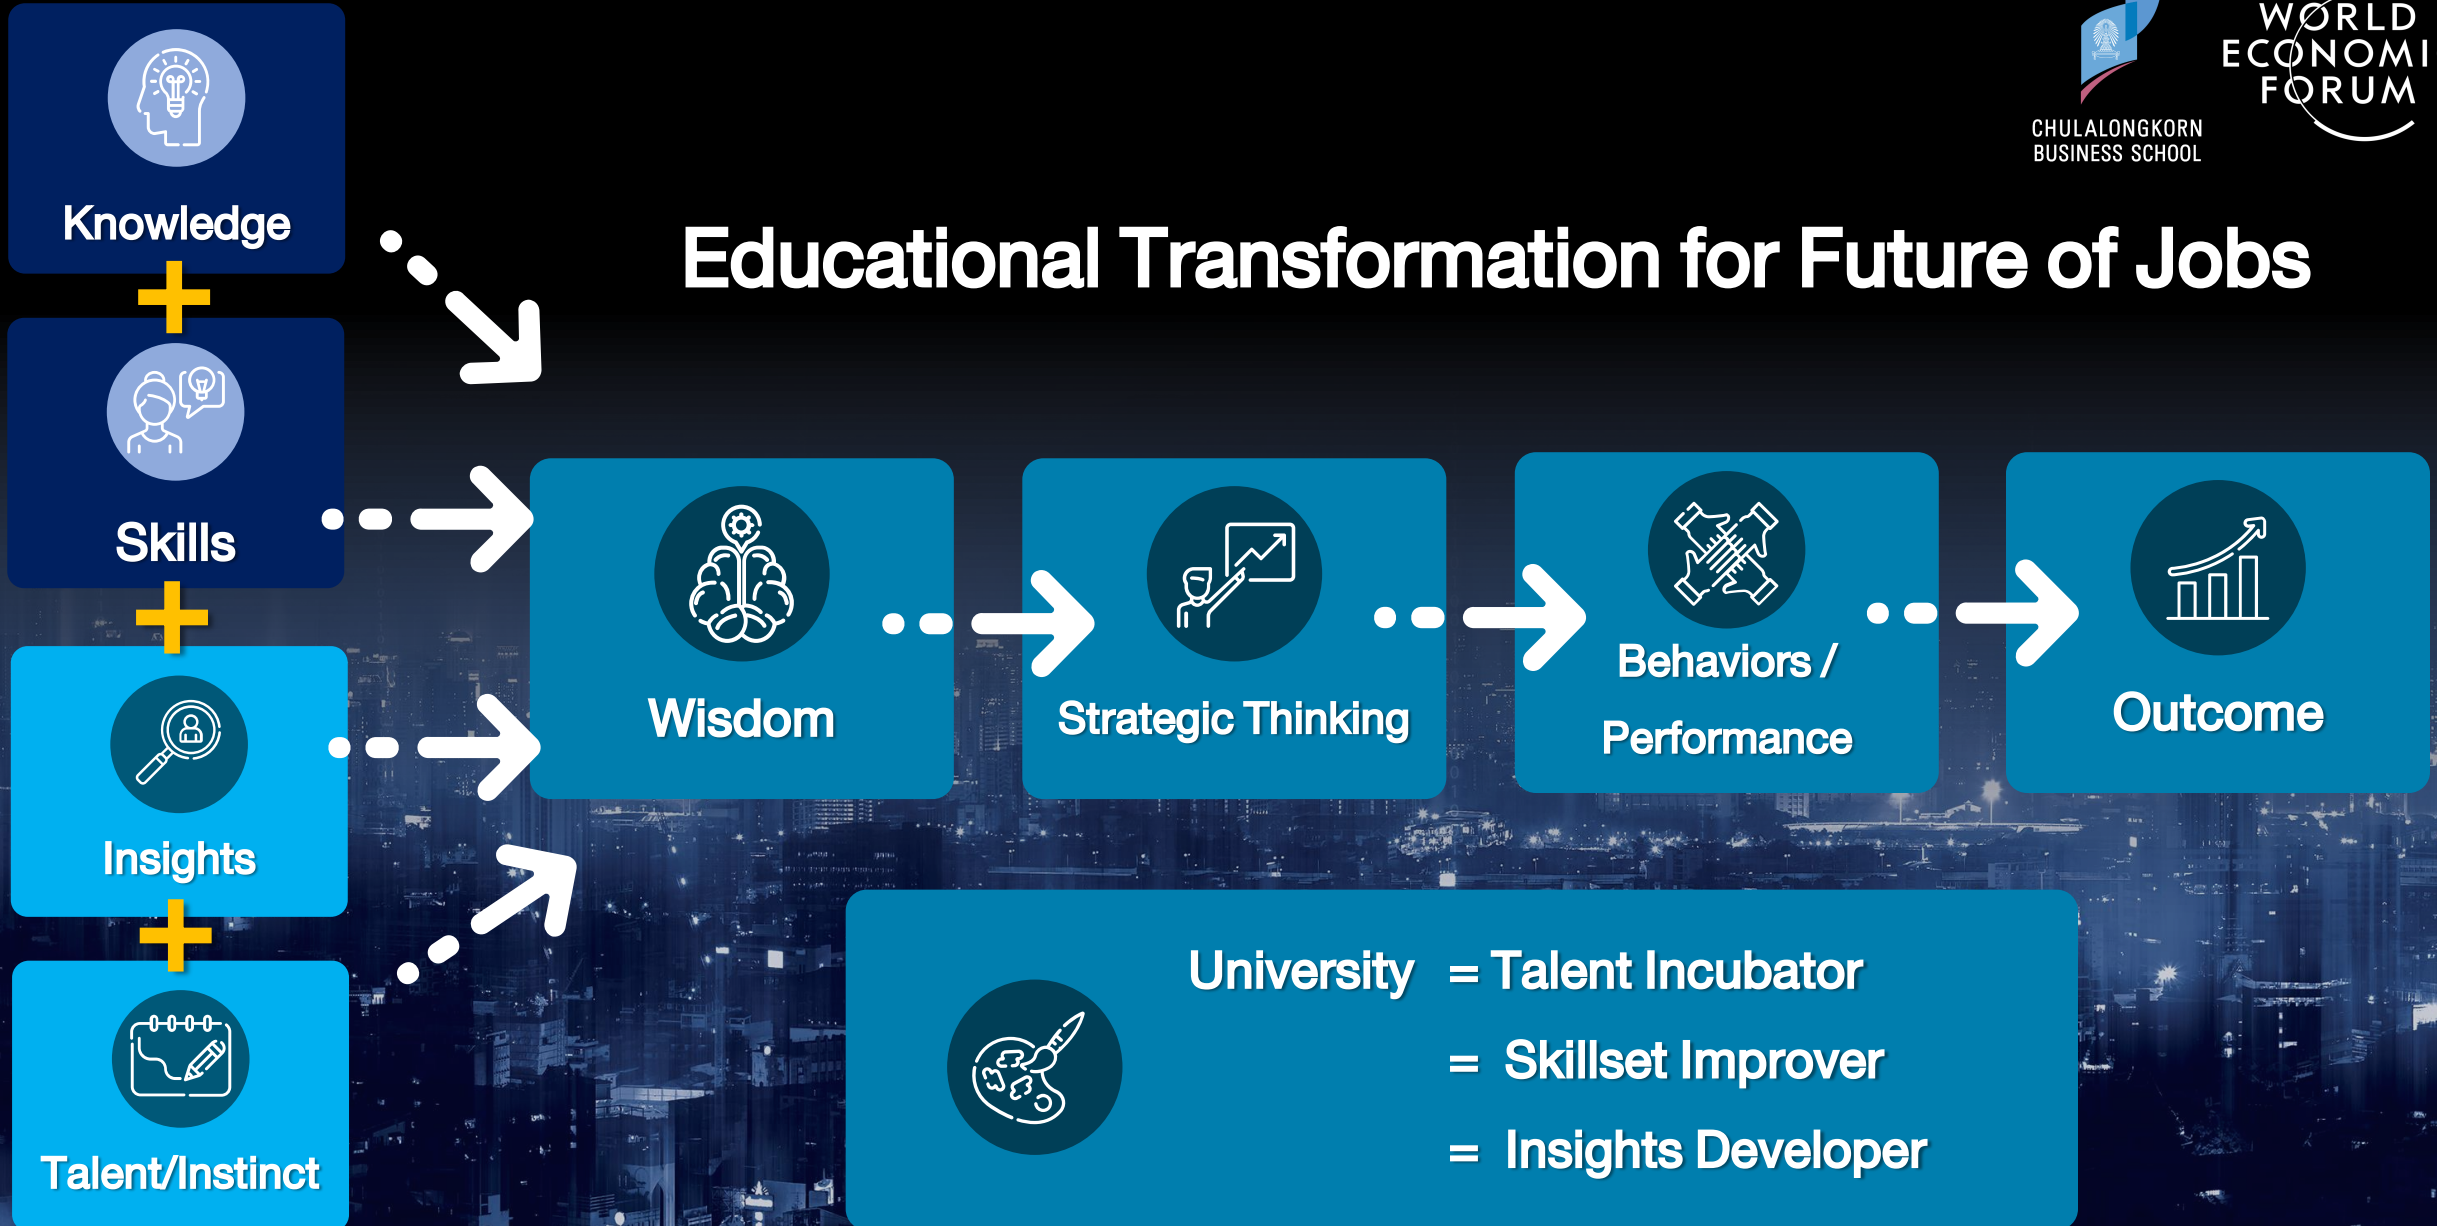 WORLD
ECONOMI
FORUM
CHULALONGKORN
BUSINESS SCHOOL
Educational Transformation for Future of Jobs
Knowledge
+
Skills
+
Insights
+
Talent/Instinct
Wisdom
Strategic Thinking
Behaviors /
Performance
Outcome
University = Talent Incubator
= Skillset Improver
= Insights Developer